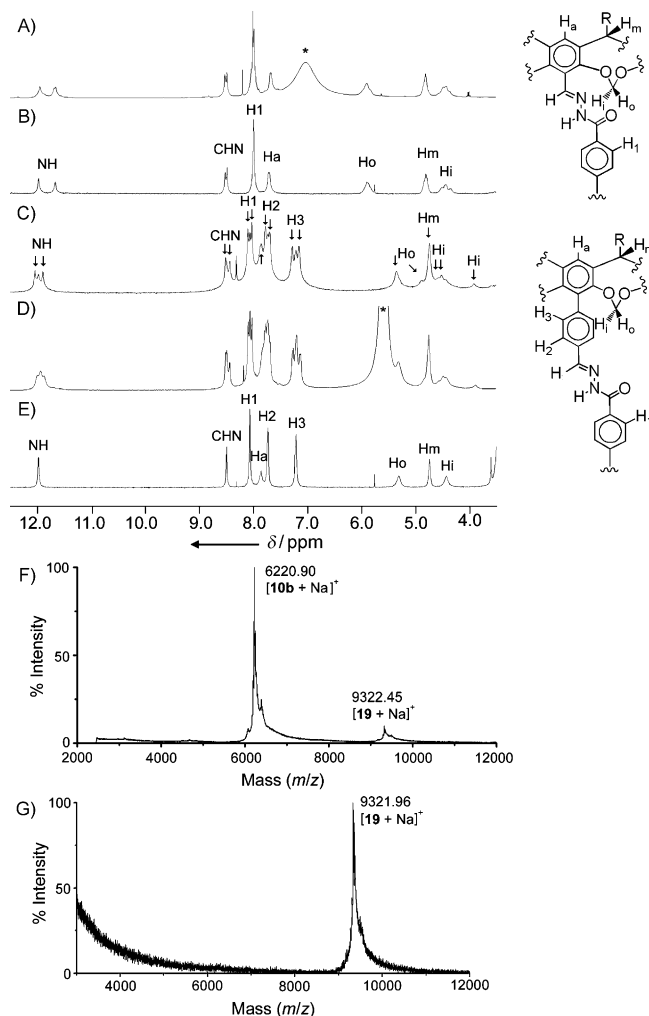 A)
*
B)
NH
CHN
H1
Ha
Ho
Hm
Hi
C)
NH
CHN
H1
H2
H3
Ho
Hm
Hi
Hi
D)
*
E)
NH
CHN
H1
Ha
H2
H3
Ho
Hm
Hi
12.0 11.0 10.0 9.0 8.0 7.0 6.0 5.0 4.0
δ / ppm
Ha
R
Hm
O O
H N
Hi Ho
H N O
H1
Ha
R
O O
H3
Hi Ho
H2
H N
H N O
F)
% Intensity
100
50
0
6220.90
[10b + Na]+
9322.45
[19 + Na]+
2000 4000 6000 8000 10000 12000
Mass (m/z)
G)
% Intensity
100
50
0
9321.96
[19 + Na]+
4000 6000 8000 10000 12000
Mass (m/z)